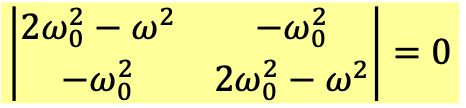 |2ω₀² − ω²   −ω₀²|
|−ω₀²   2ω₀² − ω²| = 0